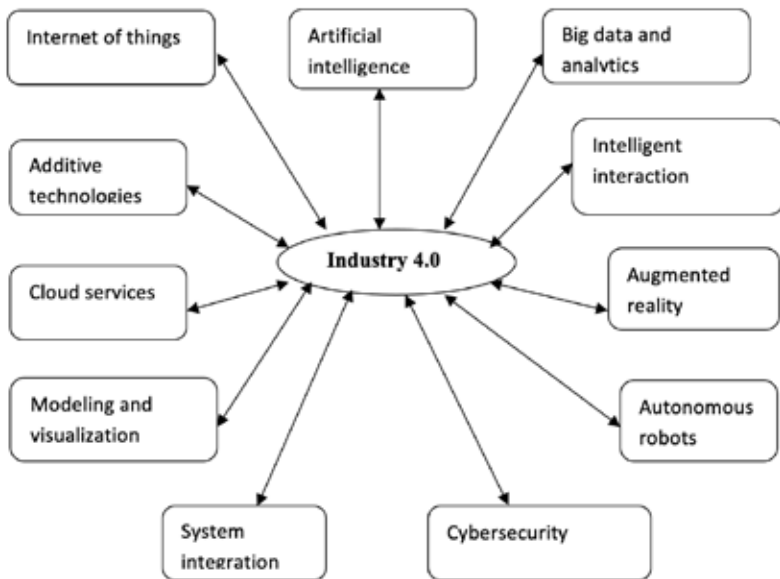 Internet of things
Artificial
intelligence
Big data and
analytics
Additive
technologies
Intelligent
interaction
Industry 4.0
Cloud services
Augmented
reality
Modeling and
visualization
Autonomous
robots
System
integration
Cybersecurity